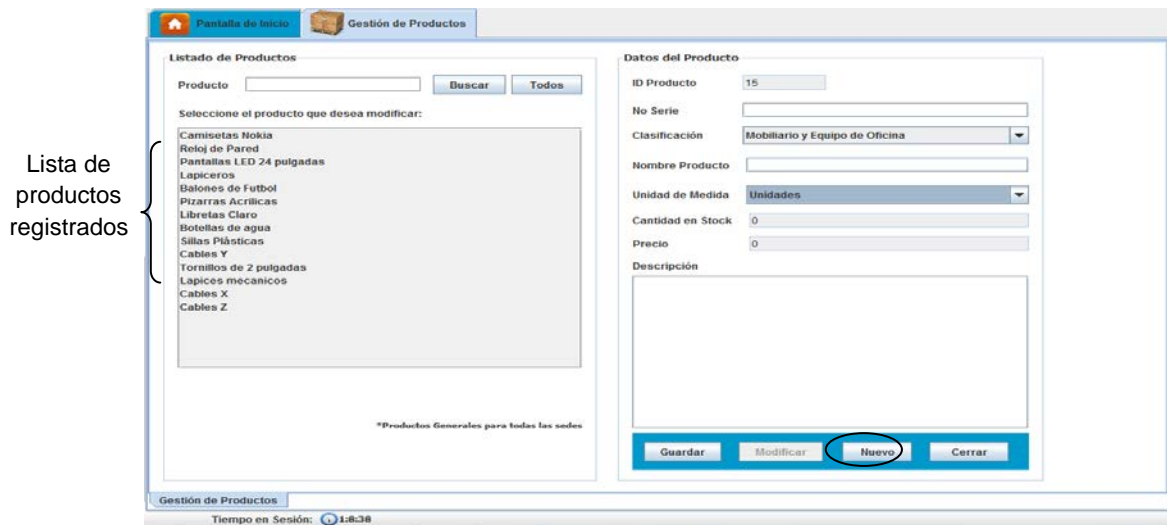 Pantalla de Inicio
Gestión de Productos
Lista de
productos
registrados
Listado de Productos
Producto
Buscar
Todos
Seleccione el producto que desea modificar:
Camisetas Nokia
Reloj de Pared
Pantallas LED 24 pulgadas
Lapiceros
Balones de Futbol
Pizarras Acrilicas
Libretas Claro
Botellas de agua
Sillas Plásticas
Cables Y
Tornillos de 2 pulgadas
Lapices mecanicos
Cables X
Cables Z
*Productos Generales para todas las sedes
Datos del Producto
ID Producto 15
No Serie
Clasificación Mobiliario y Equipo de Oficina
Nombre Producto
Unidad de Medida Unidades
Cantidad en Stock 0
Precio 0
Descripción
Guardar Modificar Nuevo Cerrar
Gestión de Productos
Tiempo en Sesión: 1:8:38